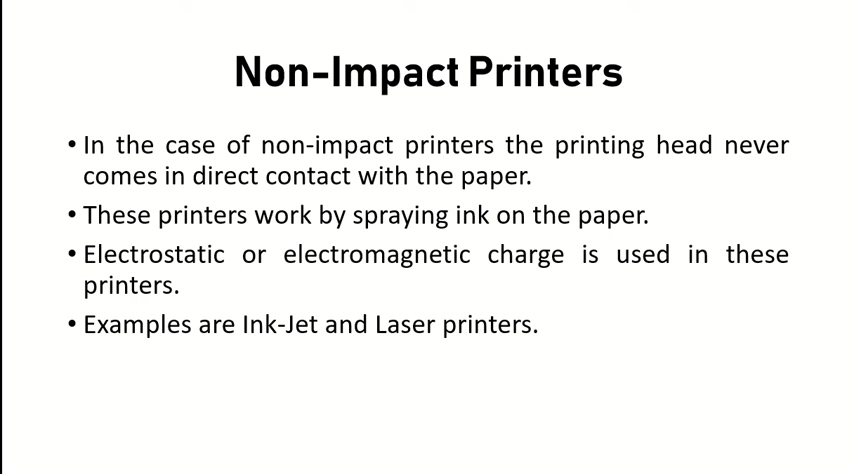 Non-Impact Printers
• In the case of non-impact printers the printing head never
comes in direct contact with the paper.
• These printers work by spraying ink on the paper.
• Electrostatic or electromagnetic charge is used in these
printers.
• Examples are Ink-Jet and Laser printers.